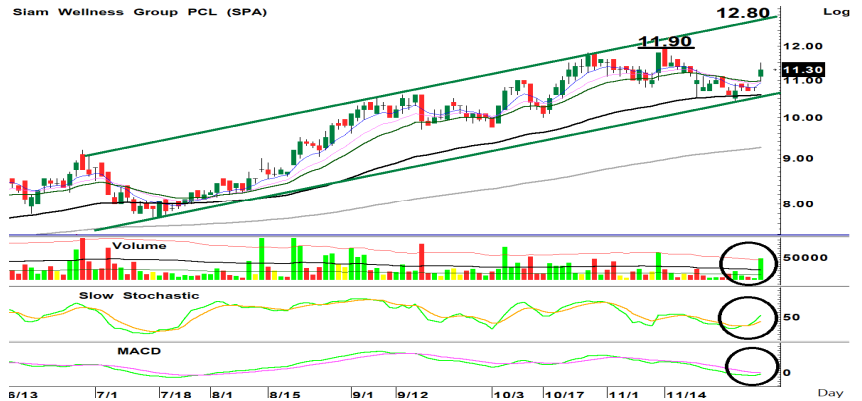 Siam Wellness Group PCL (SPA)
12.80
Log
11.90
12.00
11.30
11.00
10.00
9.00
8.00
Volume
50000
Slow Stochastic
50
MACD
0
6/13 7/1 7/18 8/1 8/15 9/1 9/12 10/3 10/17 11/1 11/14 Day